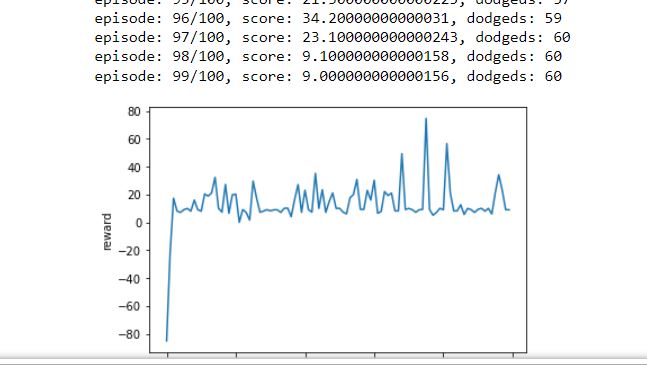 episode: 95/100, score: 21.300000000000225, dodgeds: 57
episode: 96/100, score: 34.20000000000031, dodgeds: 59
episode: 97/100, score: 23.100000000000243, dodgeds: 60
episode: 98/100, score: 9.100000000000158, dodgeds: 60
episode: 99/100, score: 9.000000000000156, dodgeds: 60
80
60
40
20
0
−20
−40
−60
−80
reward